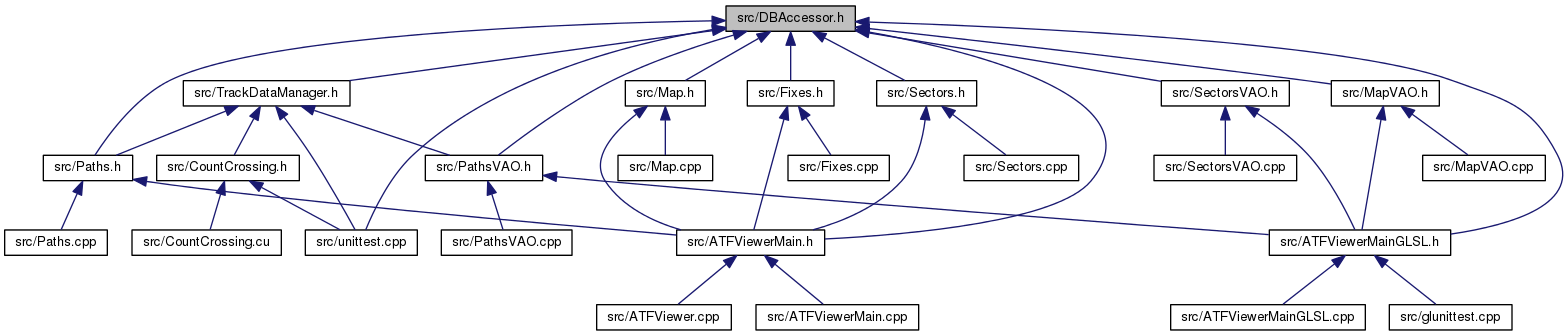 src/DBAccessor.h
src/TrackDataManager.h
src/Map.h
src/Fixes.h
src/Sectors.h
src/SectorsVAO.h
src/MapVAO.h
src/Paths.h
src/CountCrossing.h
src/PathsVAO.h
src/Map.cpp
src/Fixes.cpp
src/Sectors.cpp
src/SectorsVAO.cpp
src/MapVAO.cpp
src/Paths.cpp
src/CountCrossing.cu
src/unittest.cpp
src/PathsVAO.cpp
src/ATFViewerMain.h
src/ATFViewerMainGLSL.h
src/ATFViewer.cpp
src/ATFViewerMain.cpp
src/ATFViewerMainGLSL.cpp
src/glunittest.cpp